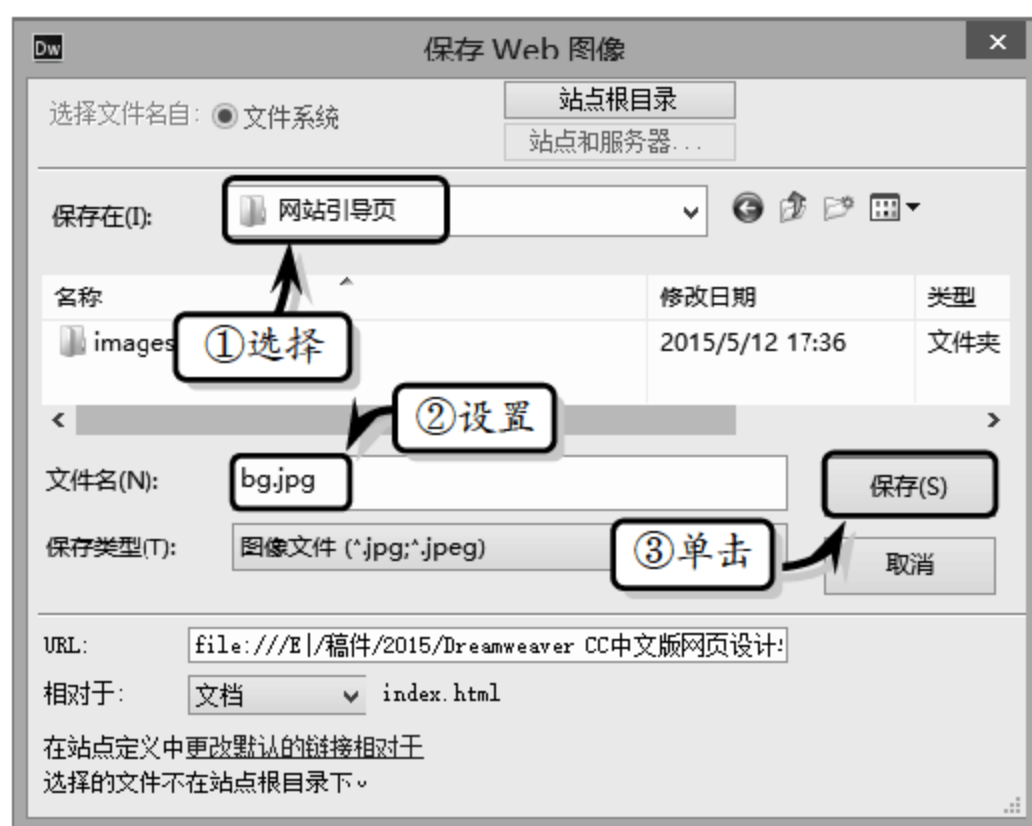 Dw 保存 Web 图像
选择文件名自: 文件系统 站点根目录
站点和服务器...
保存在(I): 网站引导页
名称 修改日期 类型
images ①选择 2015/5/12 17:36 文件夹
②设置
文件名(N): bg.jpg 保存(S)
保存类型(T): 图像文件 (*.jpg;*.jpeg) ③单击 取消
URL: file:///E|/稿件/2015/Dreamweaver CC中文版网页设计
相对于: 文档 index.html
在站点定义中更改默认的链接相对于
选择的文件不在站点根目录下。